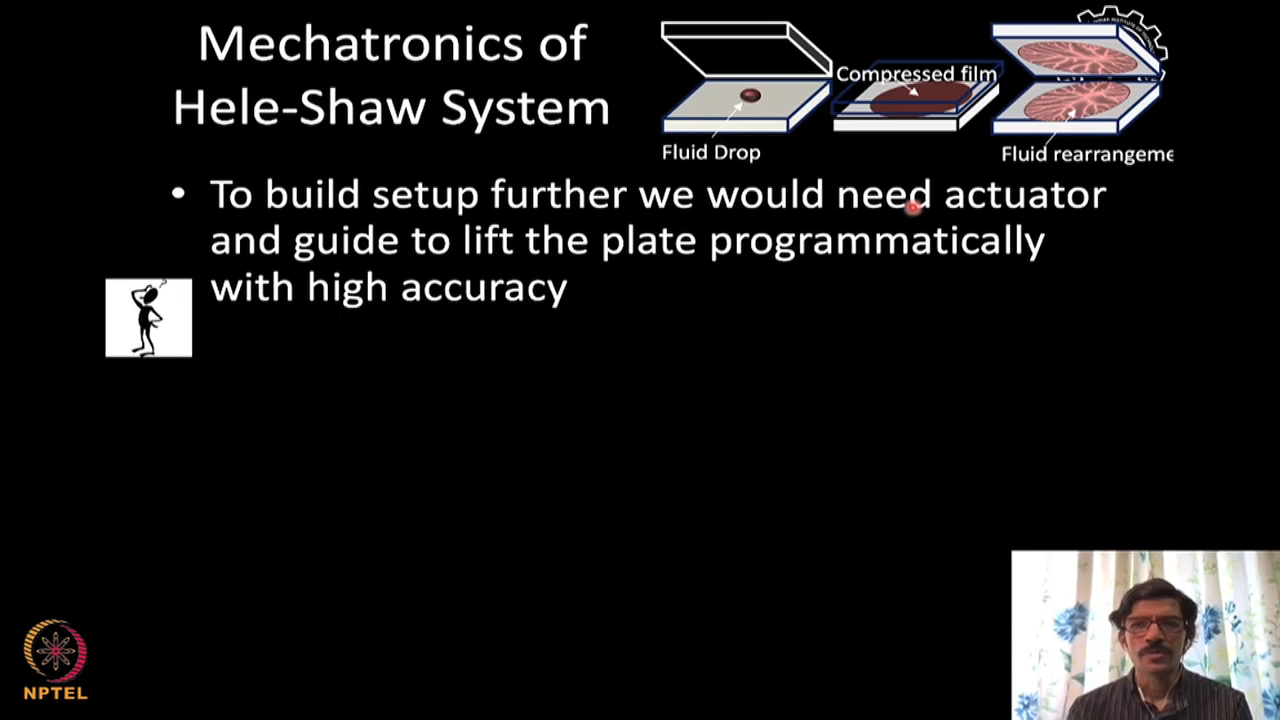 Mechatronics of
Hele-Shaw System
Compressed film
Fluid Drop
Fluid rearrangeme
• To build setup further we would need actuator
and guide to lift the plate programmatically
with high accuracy
NPTEL